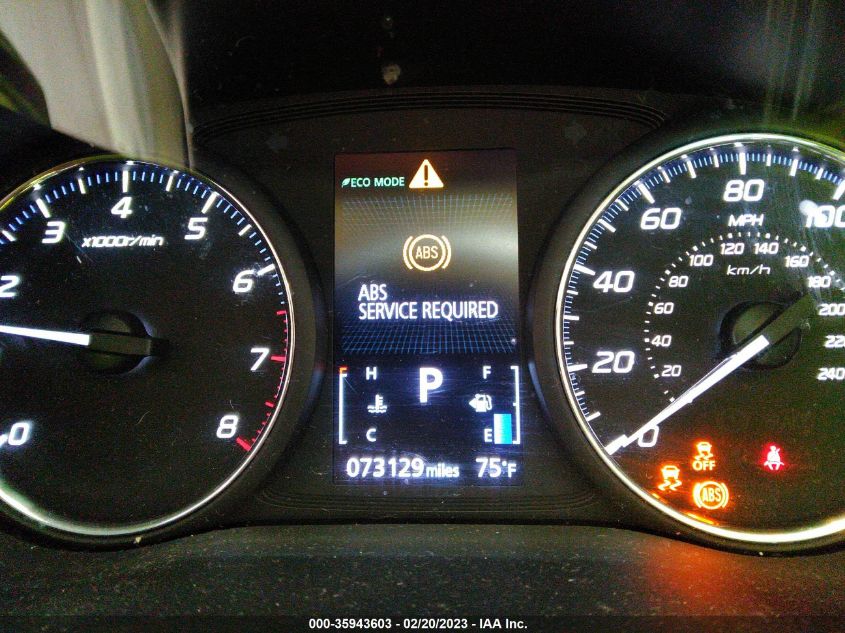 ECO MODE
ABS
ABS
SERVICE REQUIRED
H
P
F
C
E
073129 miles
75°F
0
2
3
4
5
6
7
8
x1000r/min
0
20
40
60
80
100
MPH
20
40
60
80
100
120
140
160
180
200
220
240
km/h
OFF
ABS
000-35943603 - 02/20/2023 - IAA Inc.